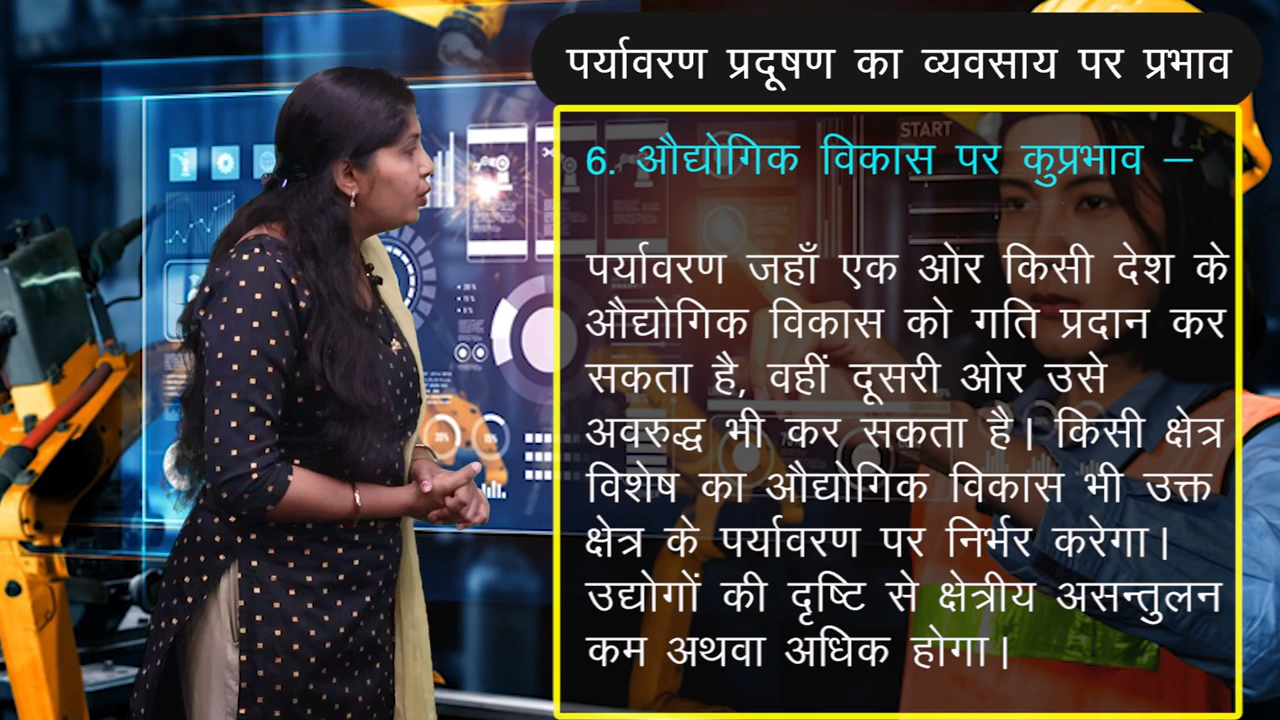 पर्यावरण प्रदूषण का व्यवसाय पर प्रभाव
START
6. औद्योगिक विकास पर कुप्रभाव –
पर्यावरण जहाँ एक ओर किसी देश के
औद्योगिक विकास को गति प्रदान कर
सकता है, वहीं दूसरी ओर उसे
अवरुद्ध भी कर सकता है। किसी क्षेत्र
विशेष का औद्योगिक विकास भी उक्त
क्षेत्र के पर्यावरण पर निर्भर करेगा।
उद्योगों की दृष्टि से क्षेत्रीय असन्तुलन
कम अथवा अधिक होगा।